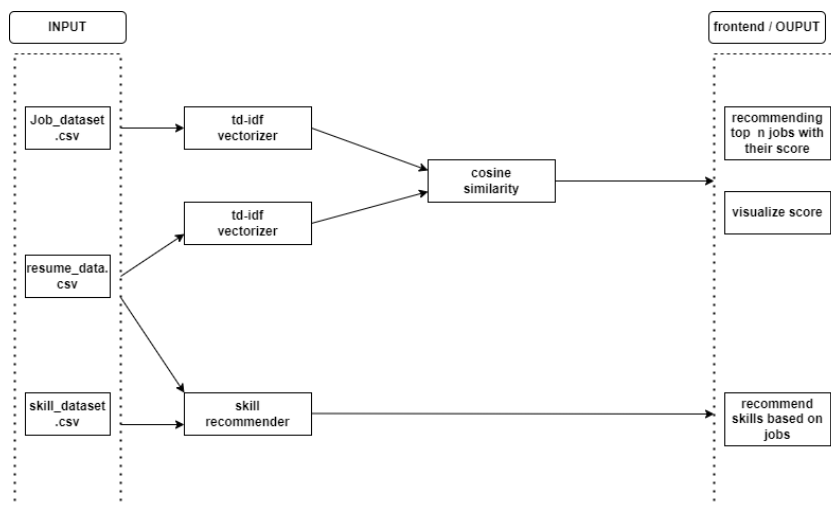 INPUT
frontend / OUPUT
Job_dataset
.csv
td-idf
vectorizer
recommending
top n jobs with
their score
cosine
similarity
td-idf
vectorizer
visualize score
resume_data.
csv
skill_dataset
.csv
skill
recommender
recommend
skills based on
jobs